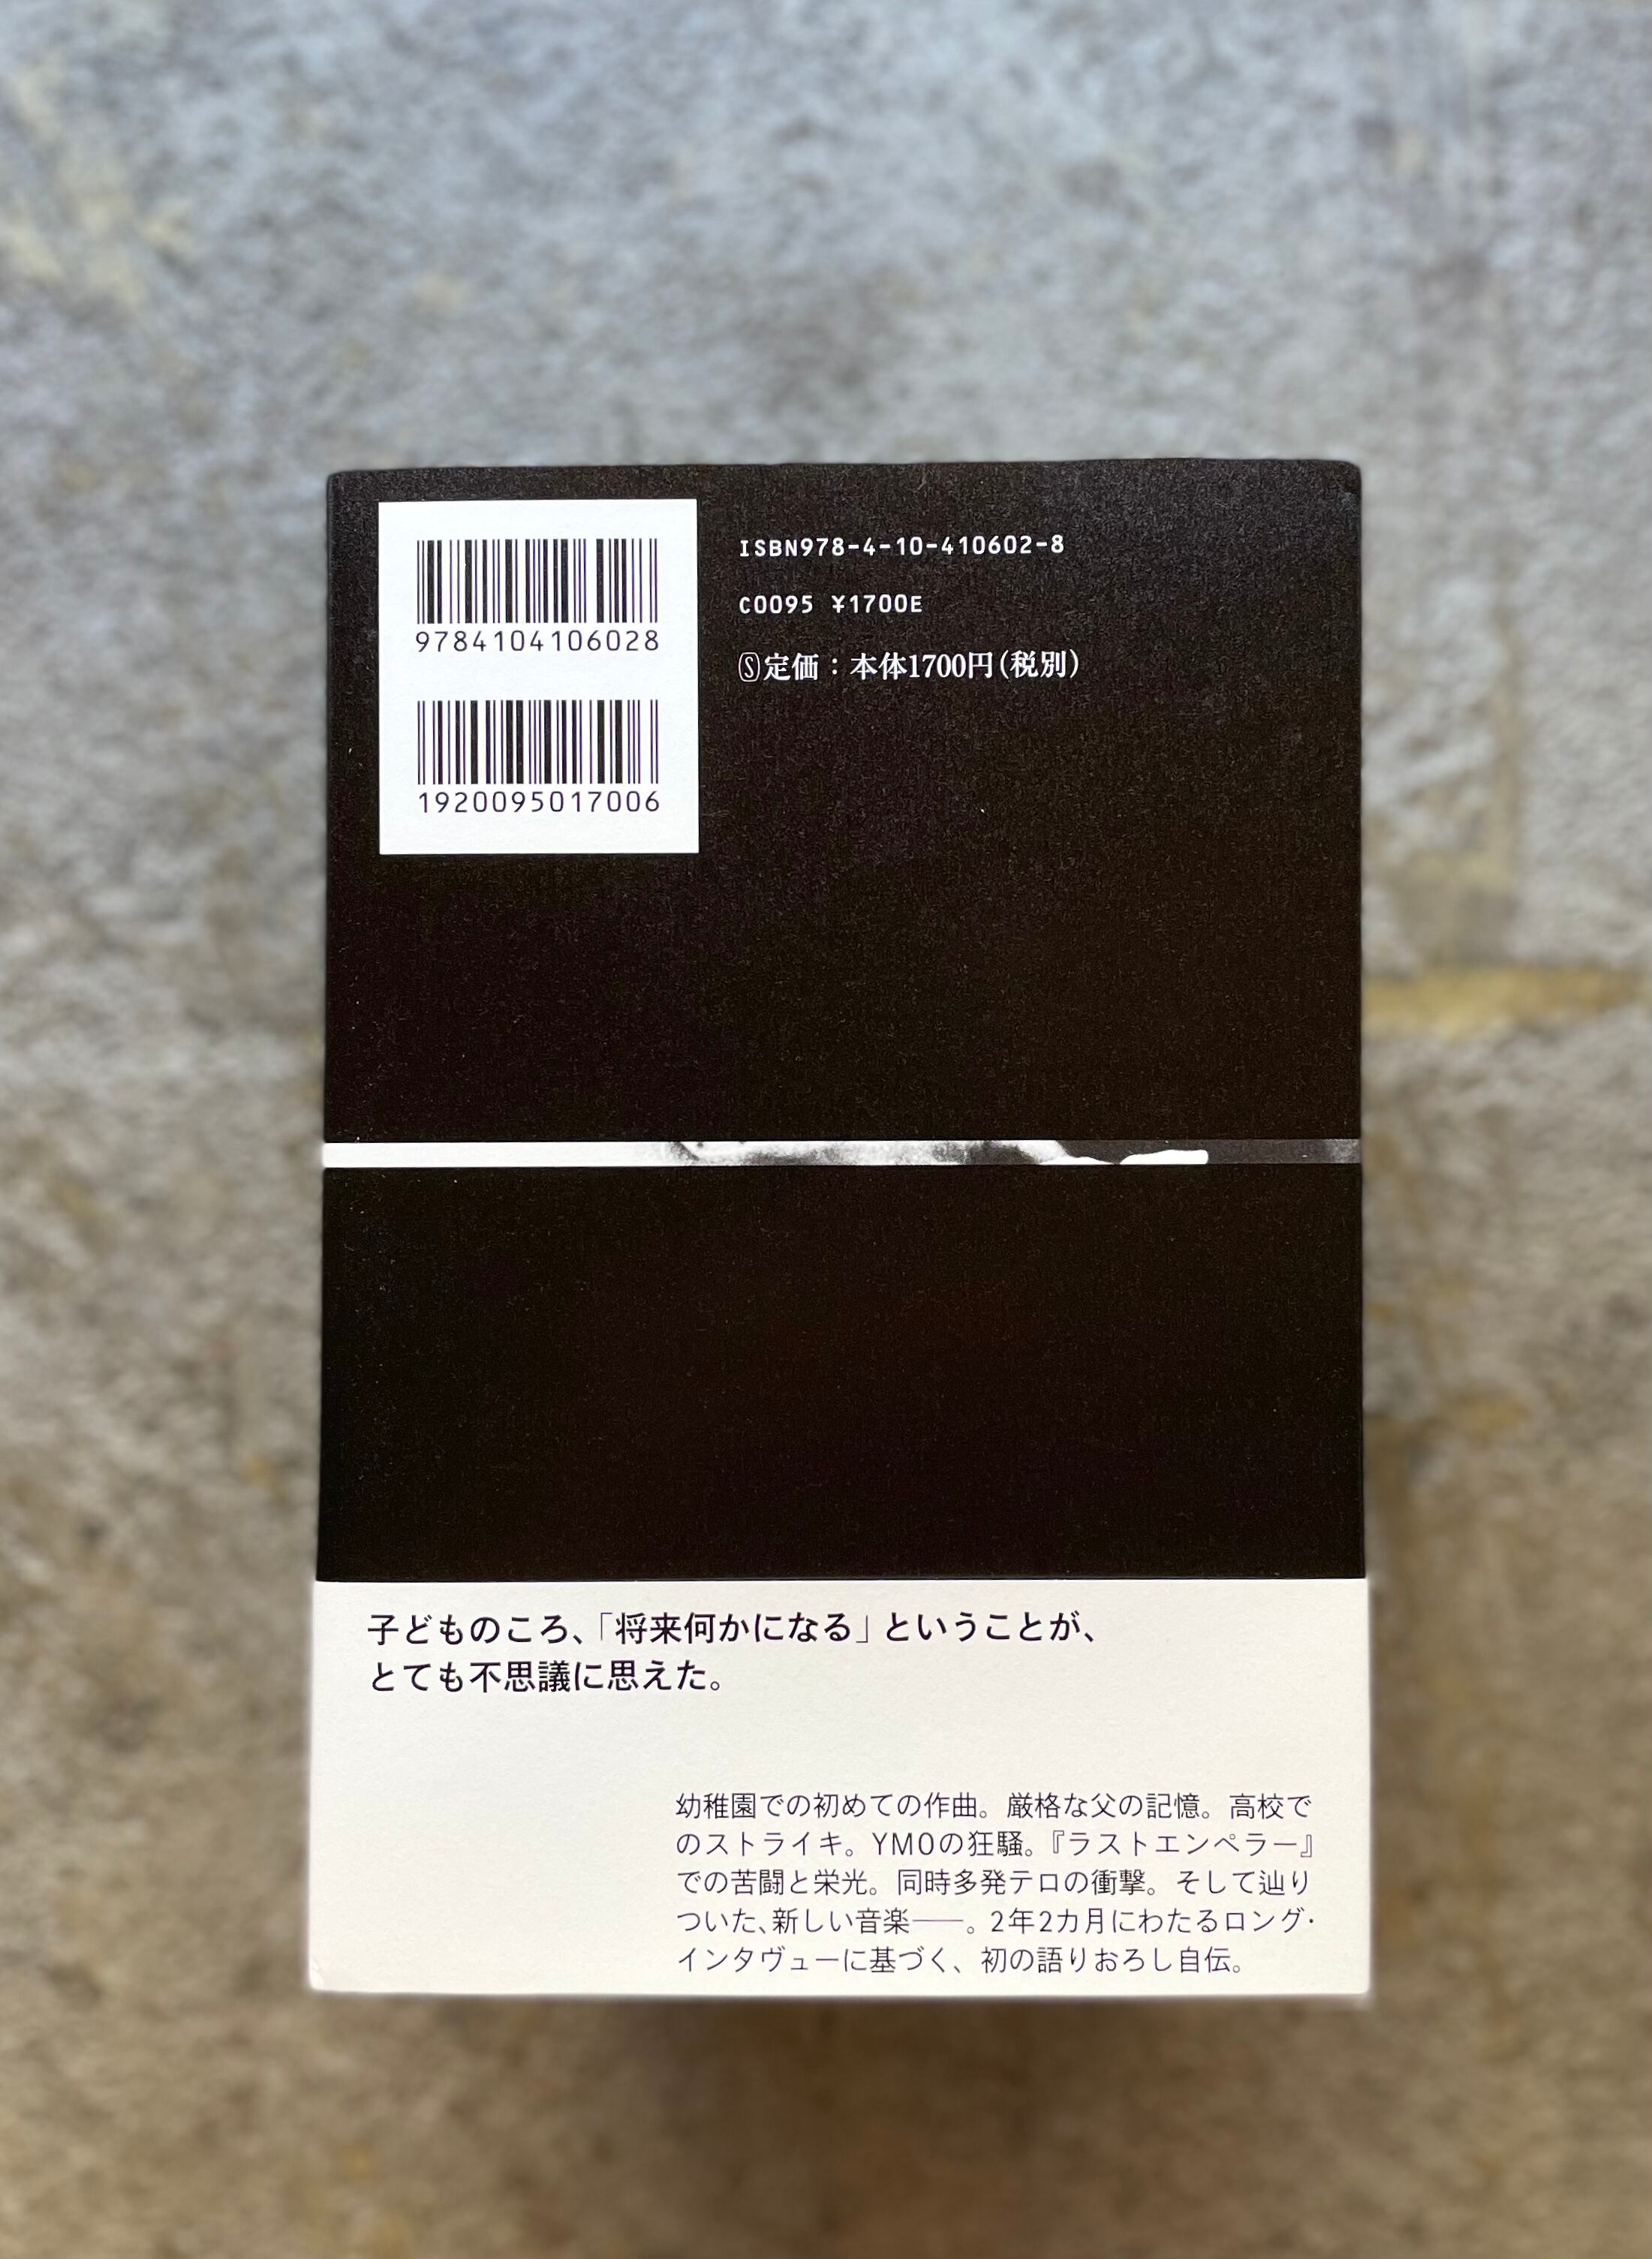 9784104106028
1920095017006
ISBN978-4-10-410602-8
C0095 ¥1700E
Ⓢ定価：本体1700円（税別）
子どものころ、「将来何かになる」ということが、
とても不思議に思えた。
幼稚園での初めての作曲。厳格な父の記憶。高校で
のストライキ。YMOの狂騒。『ラストエンペラー』
での苦闘と栄光。同時多発テロの衝撃。そして辿り
ついた、新しい音楽――。2年2カ月にわたるロング・
インタヴューに基づく、初の語りおろし自伝。